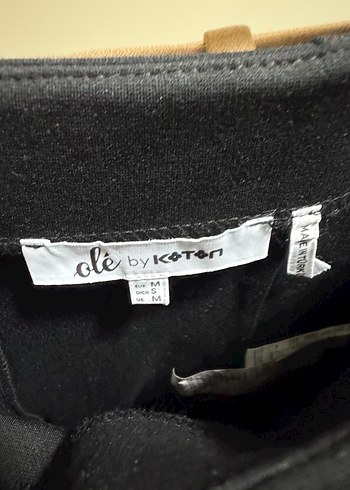 olé by KOTON
EUR M
S
UK M
MADE IN TURKEY